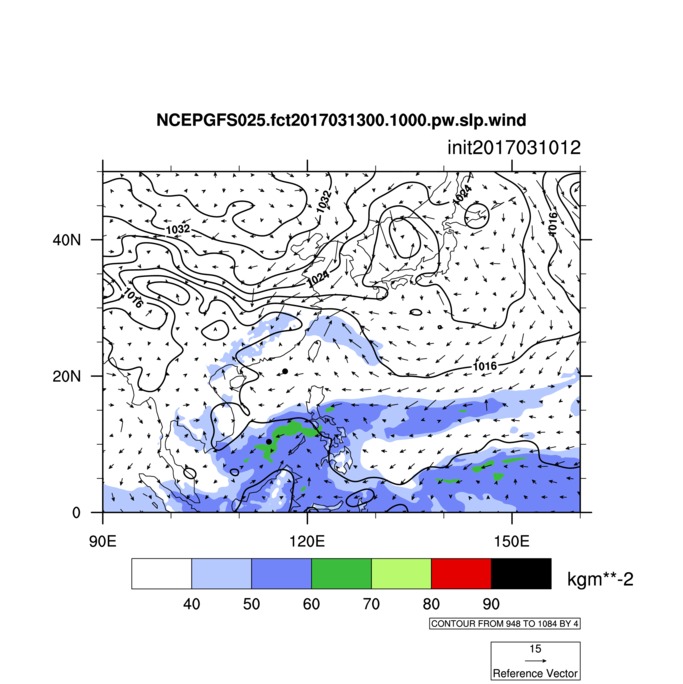 NCEPGFS025.fct2017031300.1000.pw.slp.wind
init2017031012
1032
1024
1016
1032
40N
1024
1016
1016
20N
0
90E 120E 150E
kgm**-2
40 50 60 70 80 90
CONTOUR FROM 948 TO 1084 BY 4
15
Reference Vector